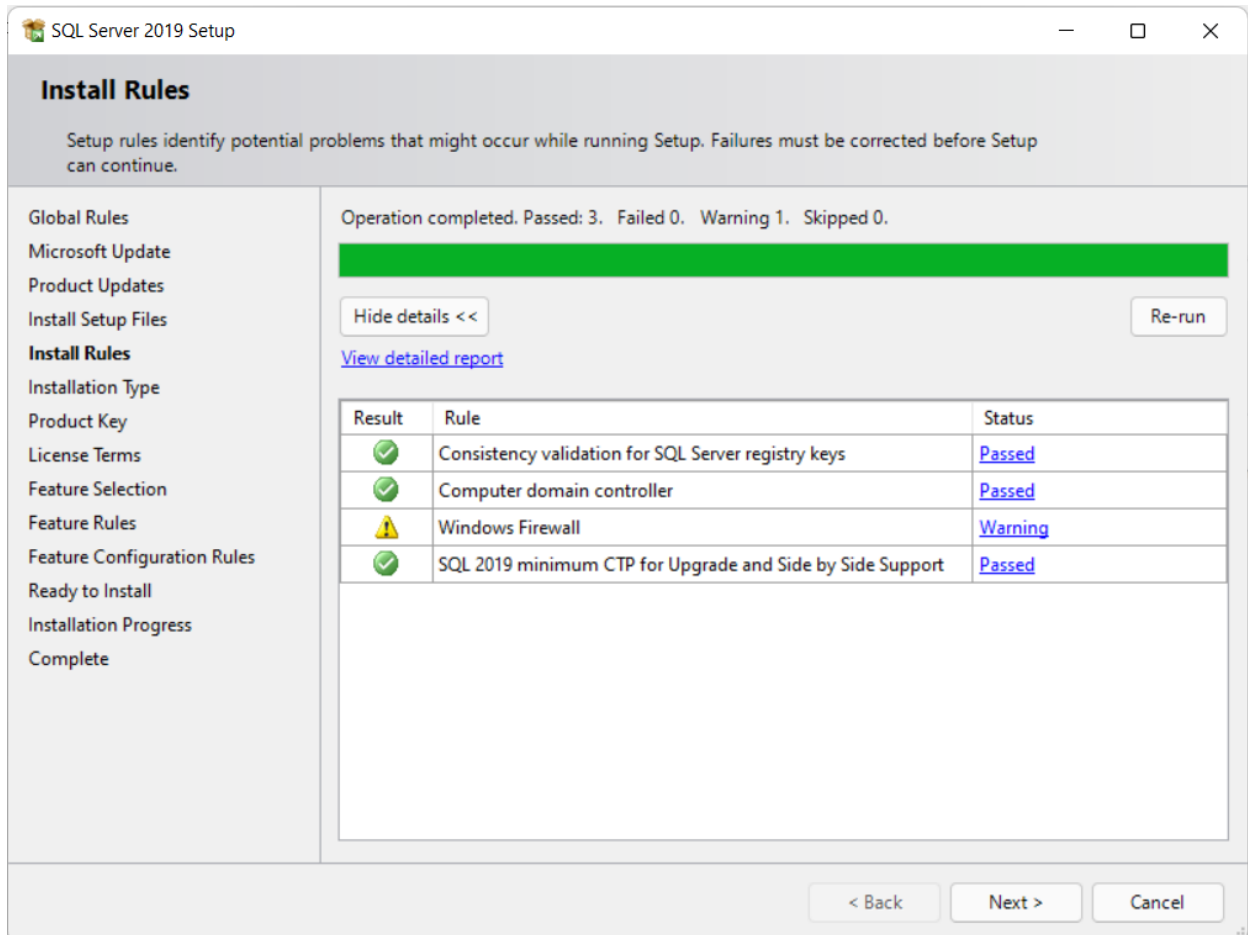 SQL Server 2019 Setup
Install Rules
Setup rules identify potential problems that might occur while running Setup. Failures must be corrected before Setup
can continue.
Global Rules
Microsoft Update
Product Updates
Install Setup Files
Install Rules
Installation Type
Product Key
License Terms
Feature Selection
Feature Rules
Feature Configuration Rules
Ready to Install
Installation Progress
Complete
Operation completed. Passed: 3.   Failed 0.   Warning 1.   Skipped 0.
Hide details <<
Re-run
View detailed report
Result Rule Status
Consistency validation for SQL Server registry keys Passed
Computer domain controller Passed
Windows Firewall Warning
SQL 2019 minimum CTP for Upgrade and Side by Side Support Passed
< Back Next > Cancel